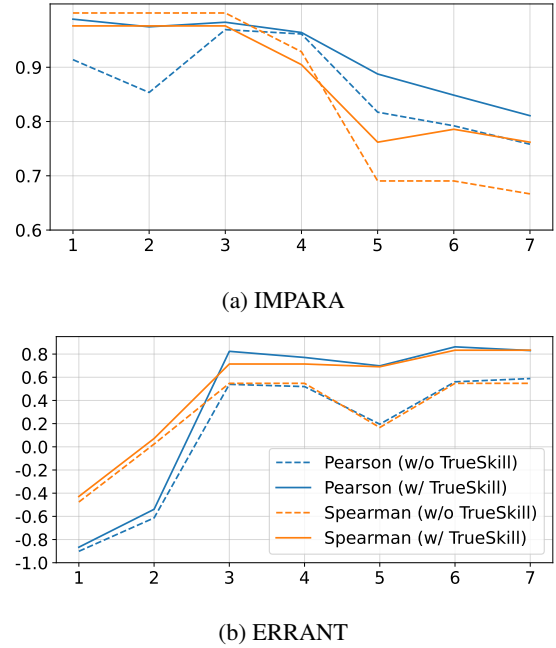 0.9
0.8
0.7
0.6
1 2 3 4 5 6 7
(a) IMPARA
0.8
0.6
0.4
0.2
0.0
-0.2
-0.4
-0.6
-0.8
-1.0
Pearson (w/o TrueSkill)
Pearson (w/ TrueSkill)
Spearman (w/o TrueSkill)
Spearman (w/ TrueSkill)
1 2 3 4 5 6 7
(b) ERRANT